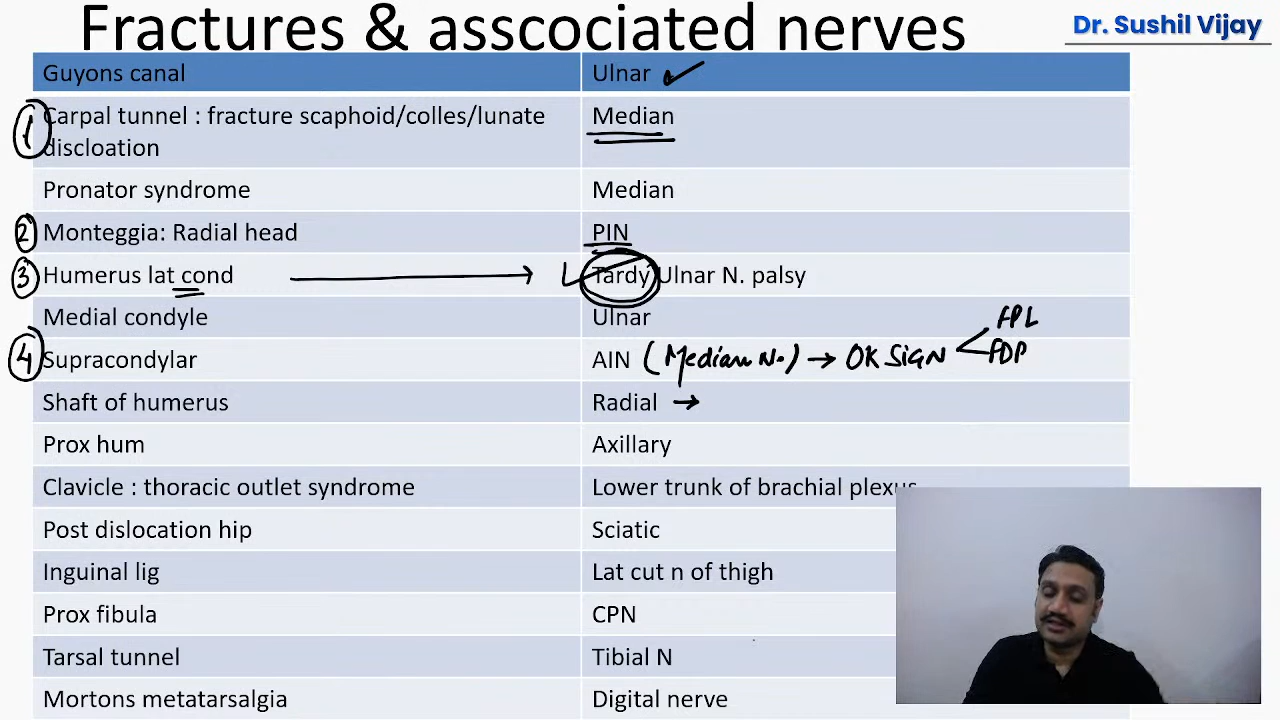 Fractures & asscociated nerves
Dr. Sushil Vijay
Guyons canal Ulnar
1 Carpal tunnel : fracture scaphoid/colles/lunate Median
discloation
Pronator syndrome Median
2 Monteggia: Radial head PIN
3 Humerus lat cond Tardy Ulnar N. palsy
Medial condyle Ulnar
FPL
4 Supracondylar AIN (Median N.) → OK SIGN
FDP
Shaft of humerus Radial →
Prox hum Axillary
Clavicle : thoracic outlet syndrome Lower trunk of brachial plexus
Post dislocation hip Sciatic
Inguinal lig Lat cut n of thigh
Prox fibula CPN
Tarsal tunnel Tibial N
Mortons metatarsalgia Digital nerve